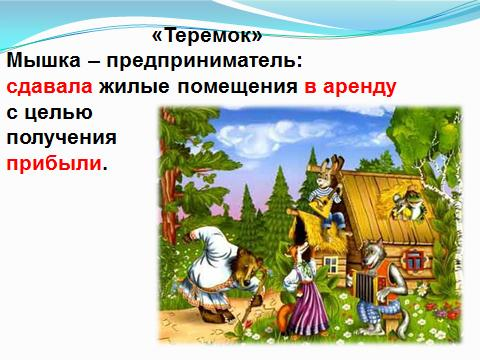 «Теремок»
Мышка – предприниматель:
сдавала жилые помещения в аренду
с целью
получения
прибыли.